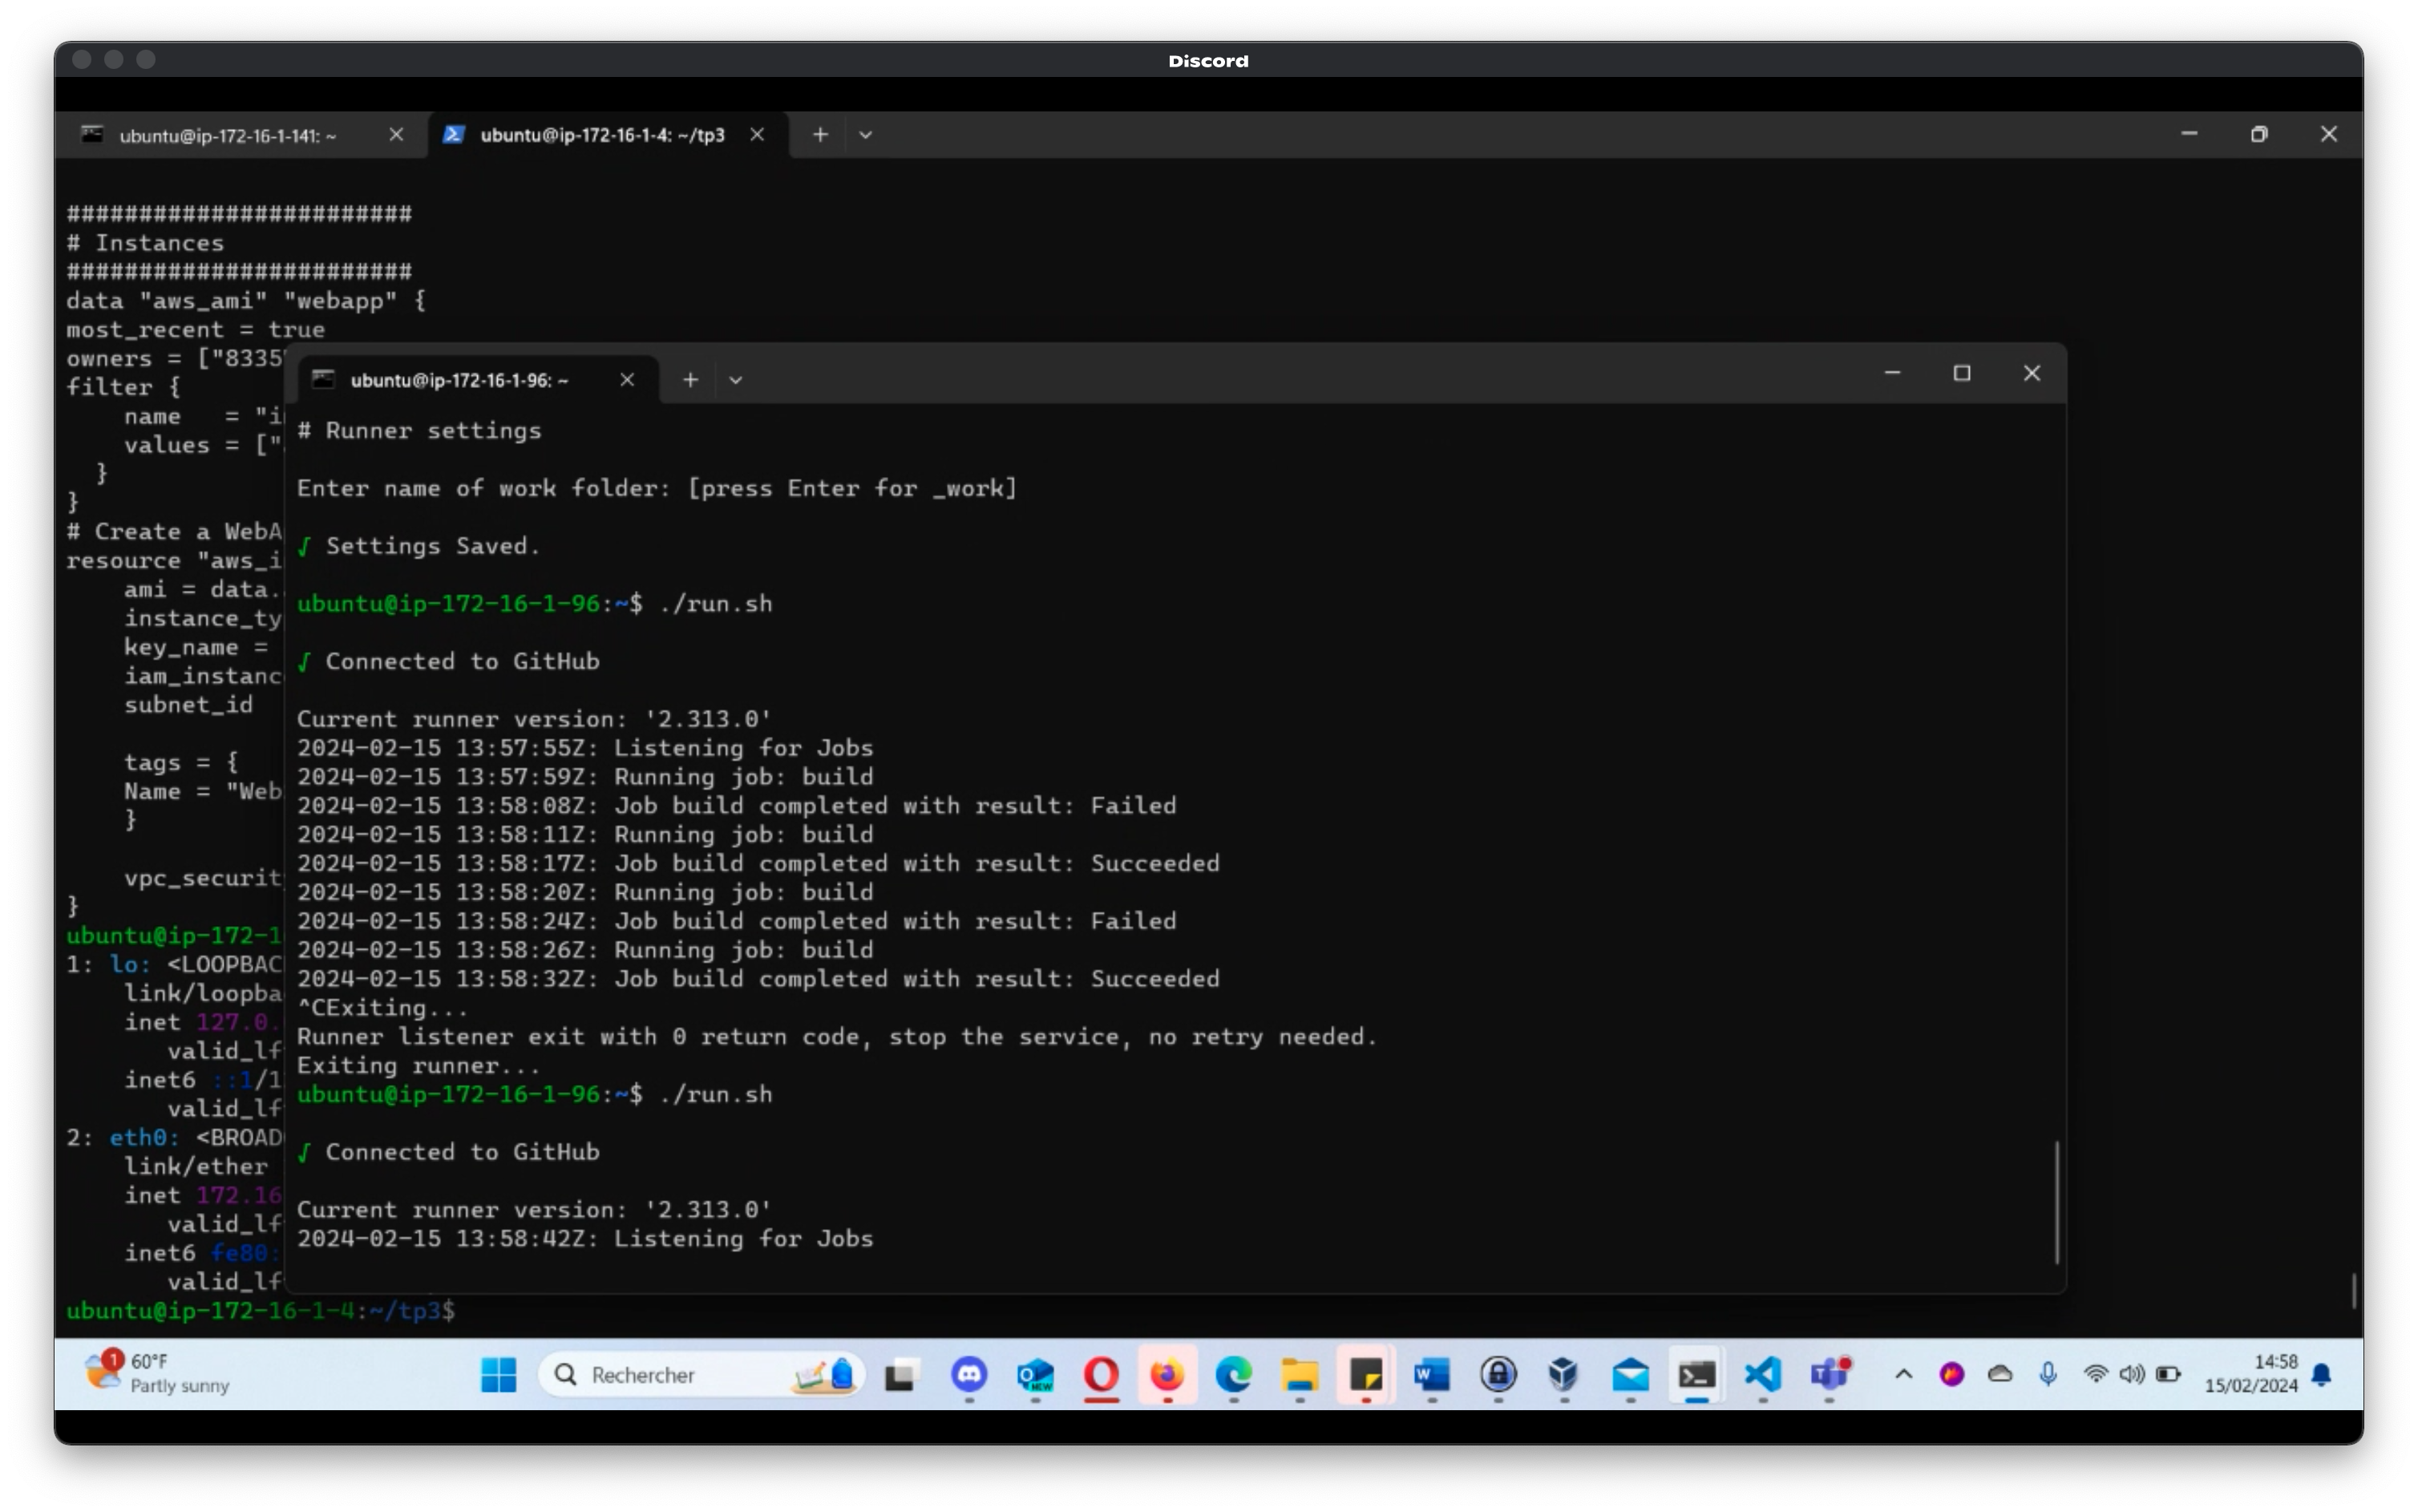 Discord
ubuntu@ip-172-16-1-141: ~
ubuntu@ip-172-16-1-4: ~/tp3
########################
# Instances
########################
data "aws_ami" "webapp" {
most_recent = true
owners = ["8335
filter {
name = "i
values = ["
}
}
# Create a WebA
resource "aws_i
ami = data.
instance_ty
key_name =
iam_instanc
subnet_id
tags = {
Name = "Web
}
vpc_securit
}
ubuntu@ip-172-1
1: lo: <LOOPBAC
link/loopba
inet 127.0.
valid_lf
inet6 ::1/1
valid_lf
2: eth0: <BROAD
link/ether
inet 172.16
valid_lf
inet6 fe80:
valid_lf
ubuntu@ip-172-16-1-4:~/tp3$
ubuntu@ip-172-16-1-96: ~
# Runner settings
Enter name of work folder: [press Enter for _work]
√ Settings Saved.
ubuntu@ip-172-16-1-96:~$ ./run.sh
√ Connected to GitHub
Current runner version: '2.313.0'
2024-02-15 13:57:55Z: Listening for Jobs
2024-02-15 13:57:59Z: Running job: build
2024-02-15 13:58:08Z: Job build completed with result: Failed
2024-02-15 13:58:11Z: Running job: build
2024-02-15 13:58:17Z: Job build completed with result: Succeeded
2024-02-15 13:58:20Z: Running job: build
2024-02-15 13:58:24Z: Job build completed with result: Failed
2024-02-15 13:58:26Z: Running job: build
2024-02-15 13:58:32Z: Job build completed with result: Succeeded
^CExiting...
Runner listener exit with 0 return code, stop the service, no retry needed.
Exiting runner...
ubuntu@ip-172-16-1-96:~$ ./run.sh
√ Connected to GitHub
Current runner version: '2.313.0'
2024-02-15 13:58:42Z: Listening for Jobs
1
60°F
Partly sunny
Rechercher
NEW
14:58
15/02/2024